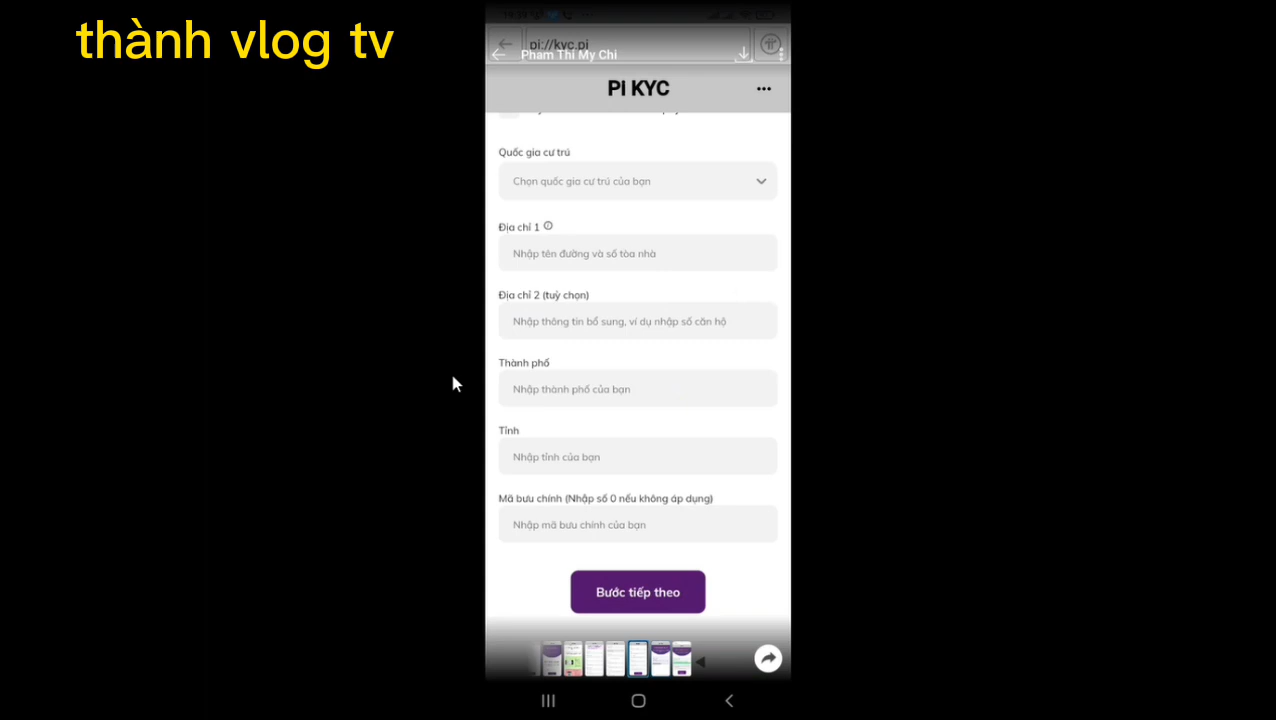 thành vlog tv
pi://kyc.pi
Pham Thi My Chi
Pi KYC
Quốc gia cư trú
Chọn quốc gia cư trú của bạn
Địa chỉ 1
Nhập tên đường và số tòa nhà
Địa chỉ 2 (tuỳ chọn)
Nhập thông tin bổ sung, ví dụ nhập số căn hộ
Thành phố
Nhập thành phố của bạn
Tỉnh
Nhập tỉnh của bạn
Mã bưu chính (Nhập số 0 nếu không áp dụng)
Nhập mã bưu chính của bạn
Bước tiếp theo